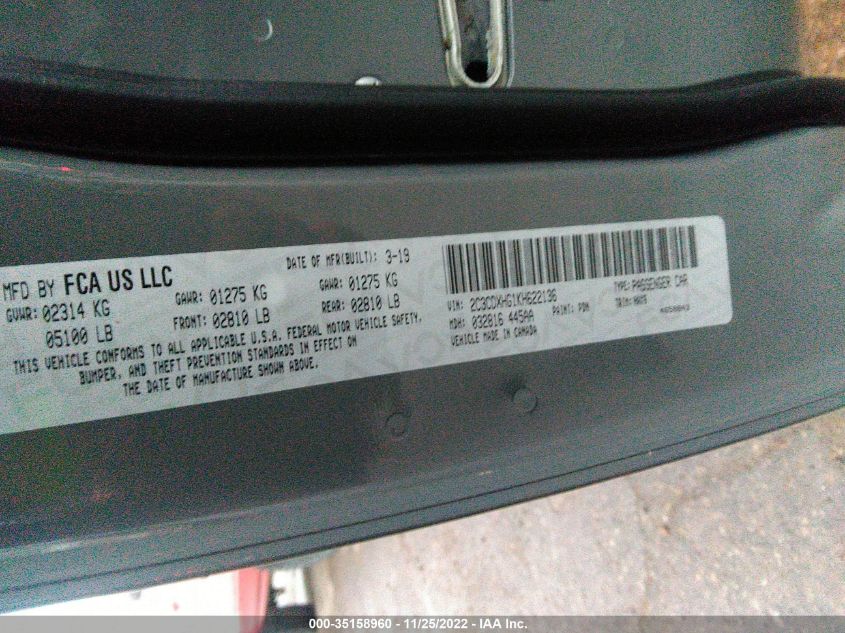 MFD BY FCA US LLC
DATE OF MFR(BUILT): 3-19
GVWR: 02314 KG
GAWR: 01275 KG
GAWR: 01275 KG
05100 LB
FRONT: 02810 LB
REAR: 02810 LB
THIS VEHICLE CONFORMS TO ALL APPLICABLE U.S.A. FEDERAL MOTOR VEHICLE SAFETY,
BUMPER, AND THEFT PREVENTION STANDARDS IN EFFECT ON
THE DATE OF MANUFACTURE SHOWN ABOVE.
VIN: 2C3CDXHG1KH622136
TYPE: PASSENGER CAR
MDH: 032816 445AA
PAINT: PDN
TRIM:
VEHICLE MADE IN CANADA
000-35158960 - 11/25/2022 - IAA Inc.